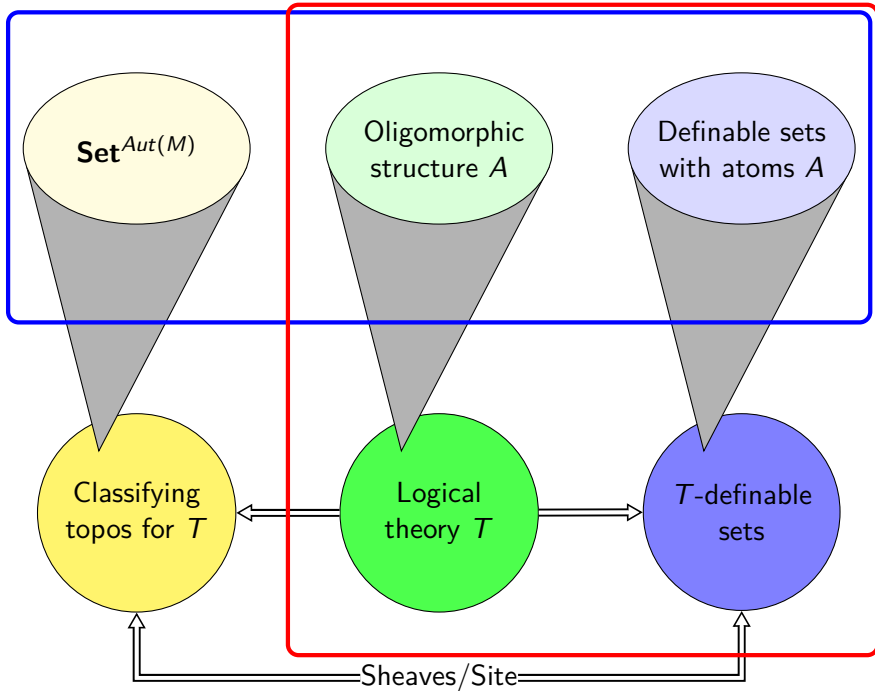 Set^{Aut(M)}
Oligomorphic
structure A
Definable sets
with atoms A
Classifying
topos for T
Logical
theory T
T-definable
sets
Sheaves/Site